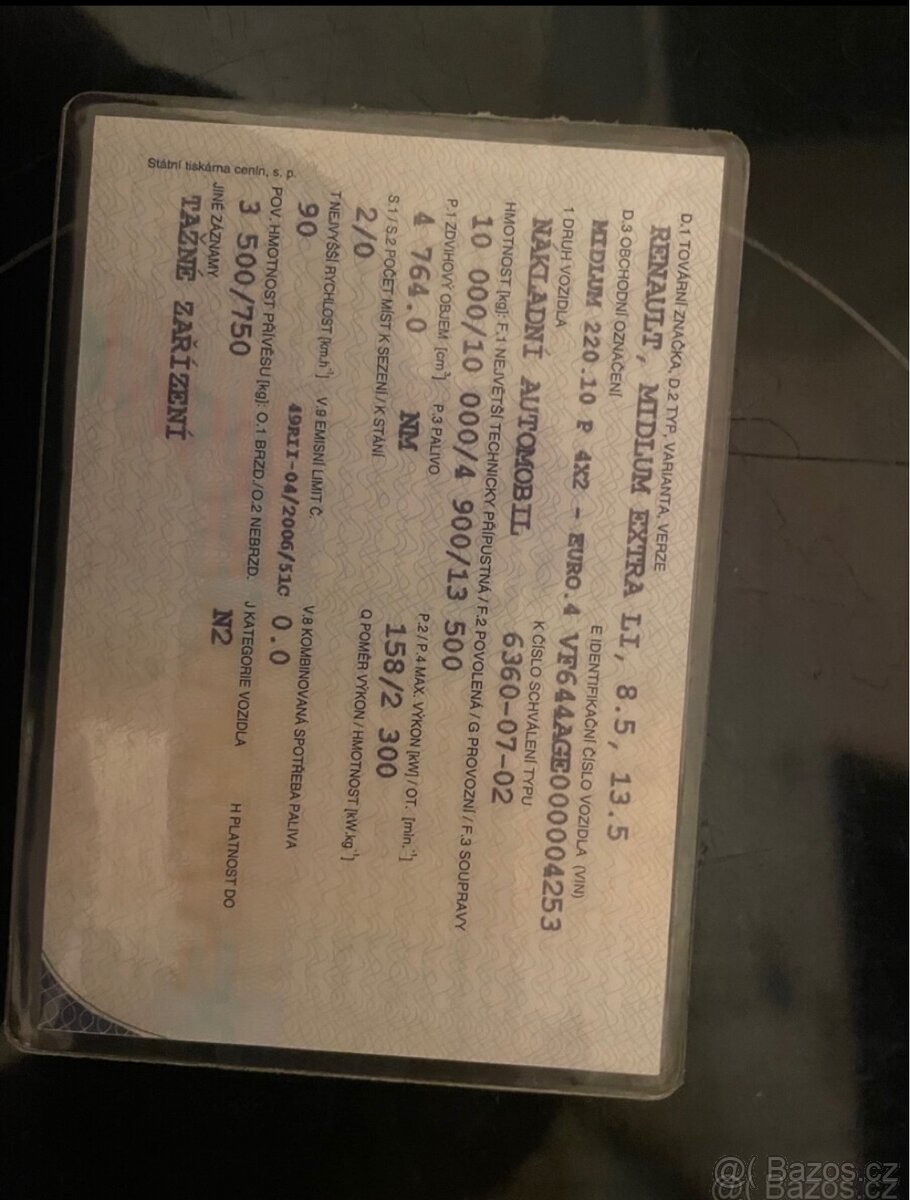 D.1 TOVÁRNÍ ZNAČKA, D.2 TYP, VARIANTA, VERZE
RENAULT, MIDLUM EXTRA LI, 8.5, 13.5
D.3 OBCHODNÍ OZNAČENÍ E IDENTIFIKAČNÍ ČÍSLO VOZIDLA (VIN)
MIDLUM 220.10 P 4X2 - EURO.4 VF644AGE000004253
1 DRUH VOZIDLA K ČÍSLO SCHVÁLENÍ TYPU
NÁKLADNÍ AUTOMOBIL 6360-07-02
HMOTNOST [kg]: F.1 NEJVĚTŠÍ TECHNICKY PŘÍPUSTNÁ / F.2 POVOLENÁ / G PROVOZNÍ / F.3 SOUPRAVY
10 000/10 000/4 900/13 500
P.1 ZDVIHOVÝ OBJEM [cm³] P.3 PALIVO P.2 / P.4 MAX. VÝKON [kW] / OT. [min.⁻¹]
4 764.0 NM 158/2 300
S.1 / S.2 POČET MÍST K SEZENÍ / K STÁNÍ Q POMĚR VÝKON / HMOTNOST [kW.kg⁻¹]
2/0
T NEJVYŠŠÍ RYCHLOST [km.h⁻¹] V.9 EMISNÍ LIMIT Č. V.8 KOMBINOVANÁ SPOTŘEBA PALIVA
90 49RII-04/2006/51C 0.0
POV. HMOTNOST PŘÍVĚSU [kg]: O.1 BRZD./O.2 NEBRZD. J KATEGORIE VOZIDLA H PLATNOST DO
3 500/750 N2
JINÉ ZÁZNAMY
TAŽNÉ ZAŘÍZENÍ
Státní tiskárna cenin, s. p.
@( Bazos.cz
@( Bazos.cz